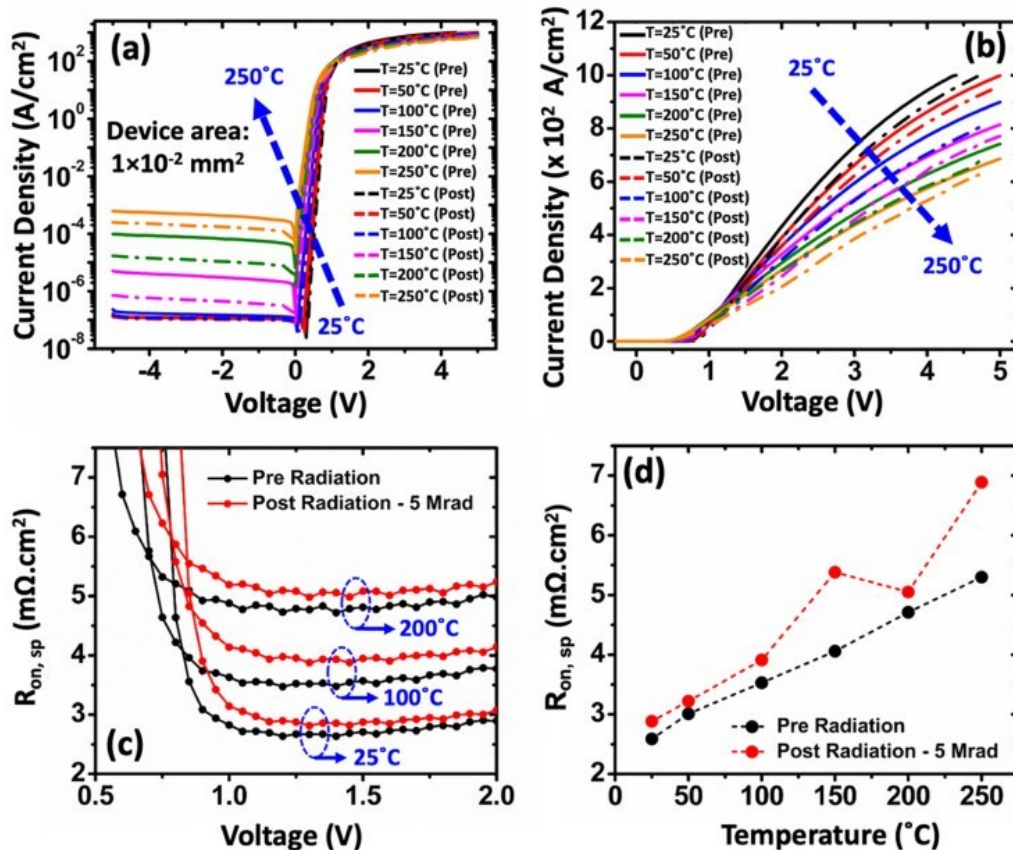 (a)
250°C
Device area:
1×10⁻² mm²
25°C
T=25°C (Pre)
T=50°C (Pre)
T=100°C (Pre)
T=150°C (Pre)
T=200°C (Pre)
T=250°C (Pre)
T=25°C (Post)
T=50°C (Post)
T=100°C (Post)
T=150°C (Post)
T=200°C (Post)
T=250°C (Post)
Current Density (A/cm²)
10²
10⁰
10⁻²
10⁻⁴
10⁻⁶
10⁻⁸
-4 -2 0 2 4
Voltage (V)
(b)
25°C
250°C
T=25°C (Pre)
T=50°C (Pre)
T=100°C (Pre)
T=150°C (Pre)
T=200°C (Pre)
T=250°C (Pre)
T=25°C (Post)
T=50°C (Post)
T=100°C (Post)
T=150°C (Post)
T=200°C (Post)
T=250°C (Post)
Current Density (x 10² A/cm²)
12
10
8
6
4
2
0
0 1 2 3 4 5
Voltage (V)
Pre Radiation
Post Radiation - 5 Mrad
200°C
100°C
25°C
(c)
R_on, sp (mΩ.cm²)
7
6
5
4
3
2
0.5 1.0 1.5 2.0
Voltage (V)
(d)
Pre Radiation
Post Radiation - 5 Mrad
R_on, sp (mΩ.cm²)
7
6
5
4
3
2
0 50 100 150 200 250
Temperature (°C)